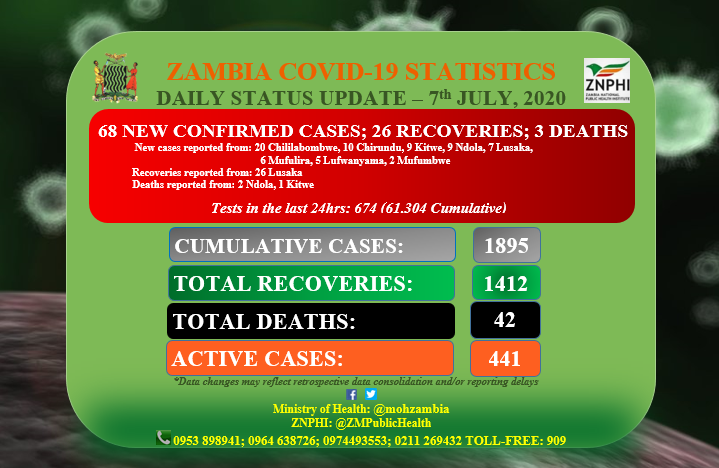 ZAMBIA COVID-19 STATISTICS
DAILY STATUS UPDATE – 7th JULY, 2020
ZNPHI
ZAMBIA NATIONAL
PUBLIC HEALTH INSTITUTE
68 NEW CONFIRMED CASES; 26 RECOVERIES; 3 DEATHS
New cases reported from: 20 Chililabombwe, 10 Chirundu, 9 Kitwe, 9 Ndola, 7 Lusaka,
6 Mufulira, 5 Lufwanyama, 2 Mufumbwe
Recoveries reported from: 26 Lusaka
Deaths reported from: 2 Ndola, 1 Kitwe
Tests in the last 24hrs: 674 (61.304 Cumulative)
CUMULATIVE CASES: 1895
TOTAL RECOVERIES: 1412
TOTAL DEATHS: 42
ACTIVE CASES: 441
*Data changes may reflect retrospective data consolidation and/or reporting delays
Ministry of Health: @mohzambia
ZNPHI: @ZMPublicHealth
0953 898941; 0964 638726; 0974493553; 0211 269432 TOLL-FREE: 909